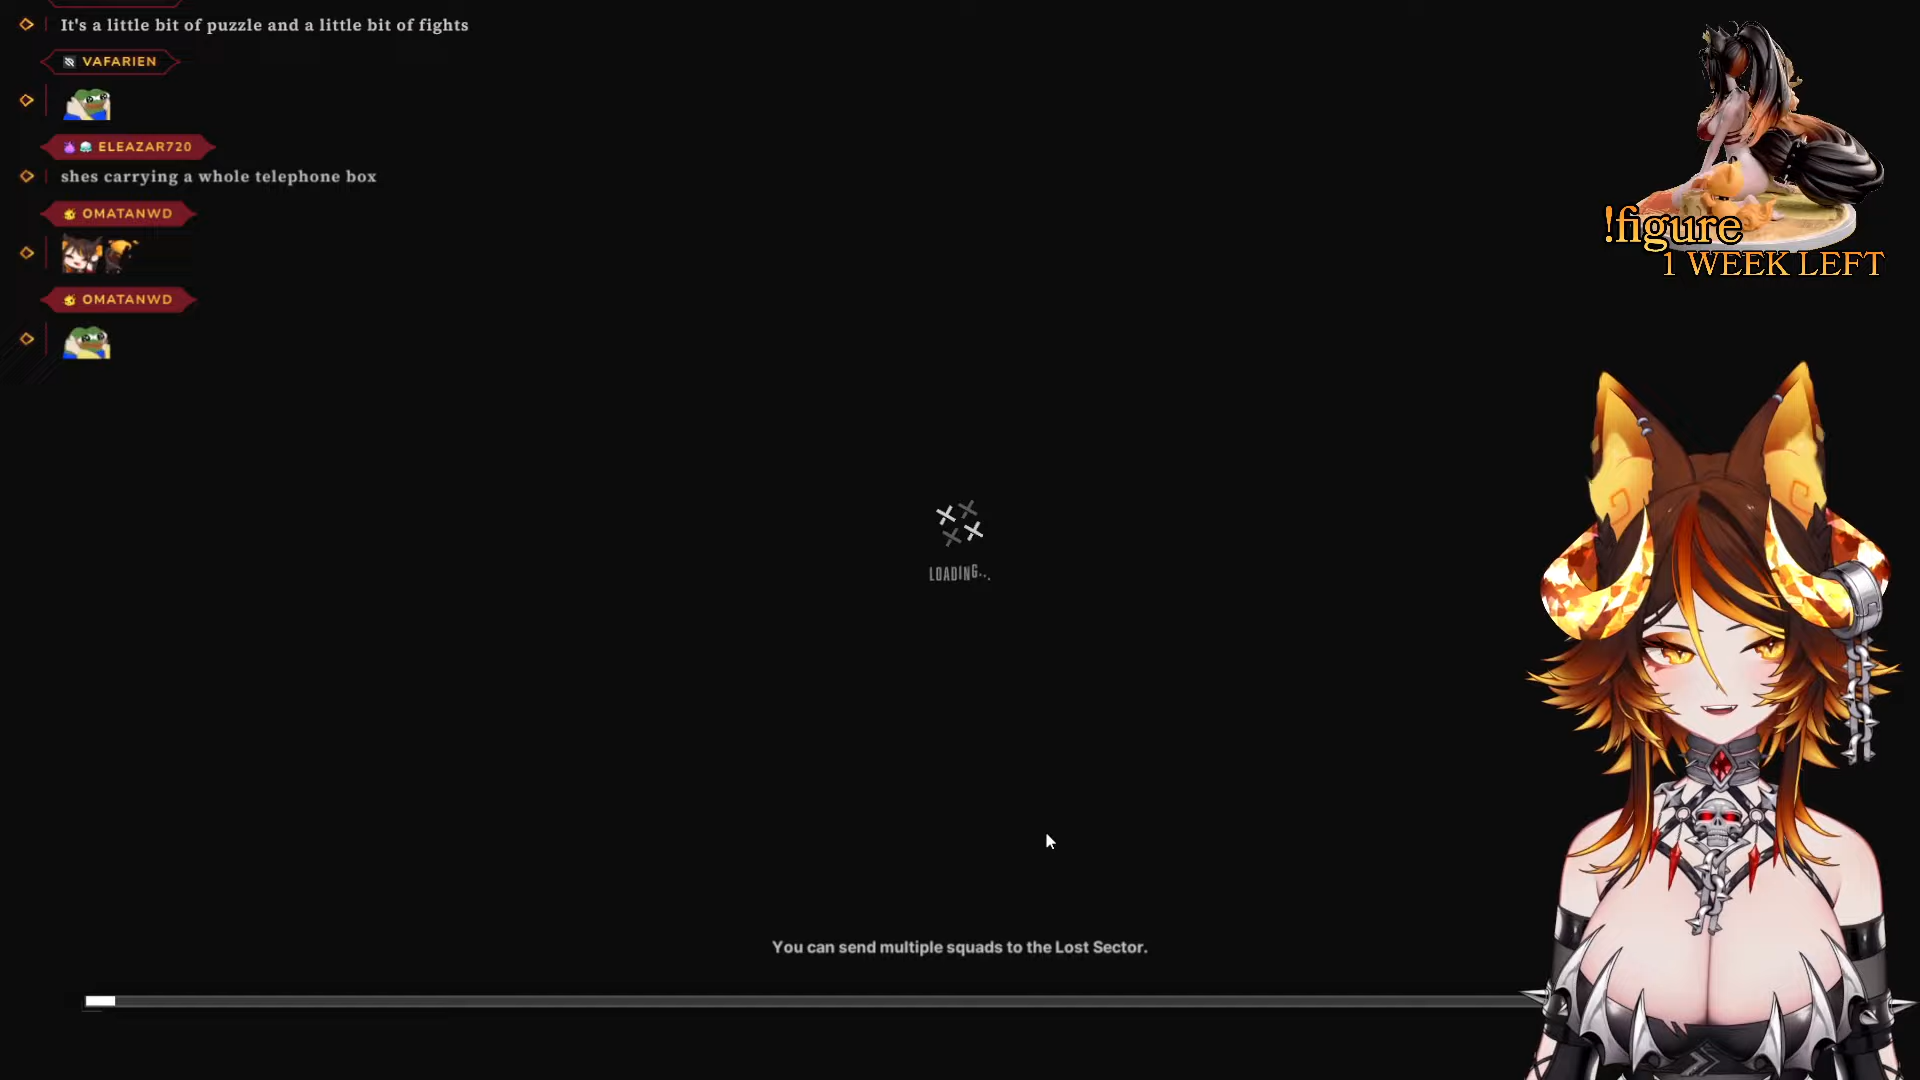 It's a little bit of puzzle and a little bit of fights
VAFARIEN
ELEAZAR720
shes carrying a whole telephone box
OMATANWD
OMATANWD
!figure
1 WEEK LEFT
LOADING...
You can send multiple squads to the Lost Sector.